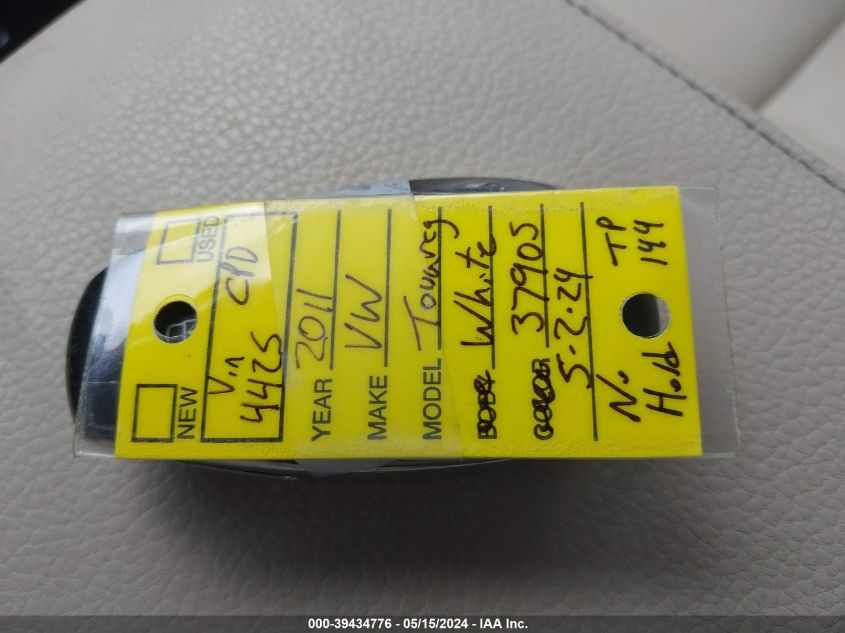 NEW USED
Vin CPD
4425
YEAR 2011
MAKE VW
MODEL Touareg
BODY White
COLOR 37905
5-2-24
No TP
Hold 144
000-39434776 - 05/15/2024 - IAA Inc.